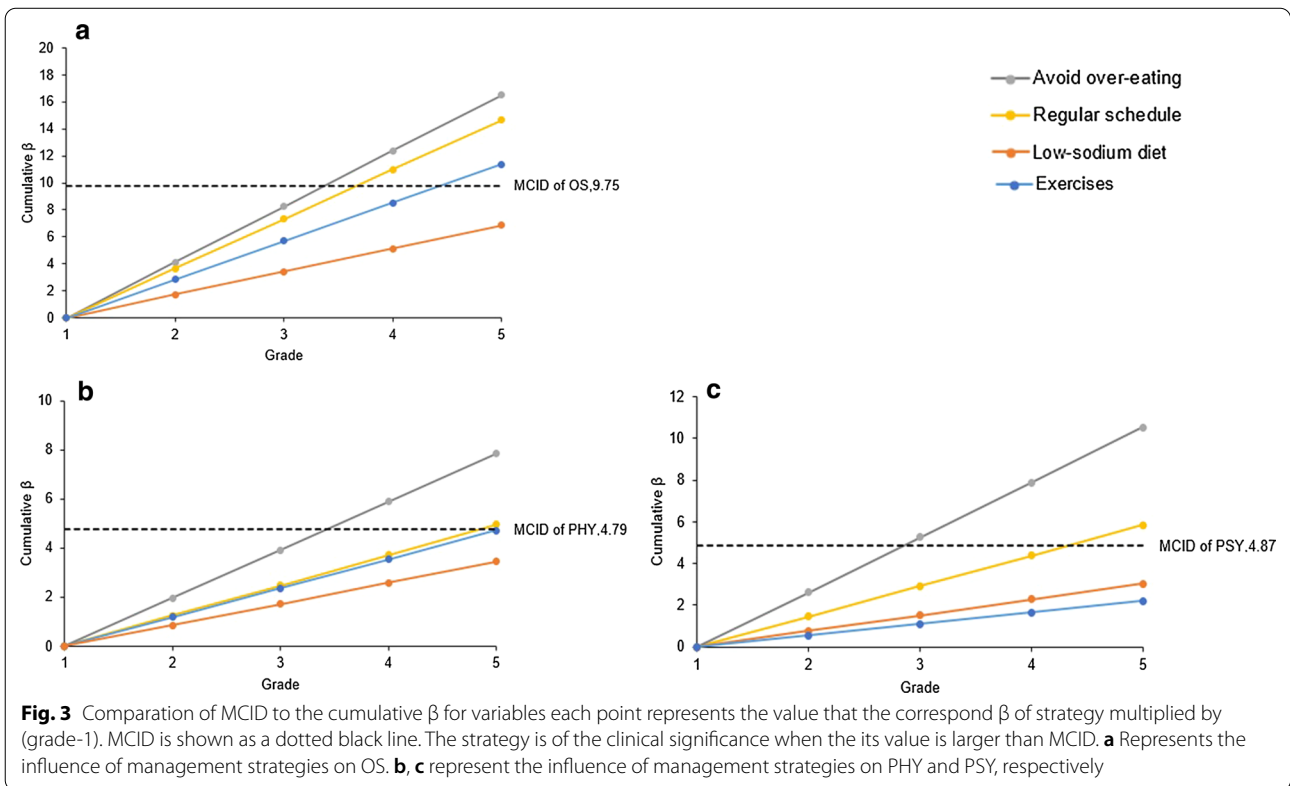 a
20
18
16
14
12
10
8
6
4
2
0
Cumulative β
1 2 3 4 5
Grade
MCID of OS,9.75
Avoid over-eating
Regular schedule
Low-sodium diet
Exercises
b
10
8
6
4
2
0
Cumulative β
1 2 3 4 5
Grade
MCID of PHY,4.79
c
12
10
8
6
4
2
0
Cumulative β
1 2 3 4 5
Grade
MCID of PSY,4.87
Fig. 3 Comparation of MCID to the cumulative β for variables each point represents the value that the correspond β of strategy multiplied by
(grade-1). MCID is shown as a dotted black line. The strategy is of the clinical significance when the its value is larger than MCID. a Represents the
influence of management strategies on OS. b, c represent the influence of management strategies on PHY and PSY, respectively